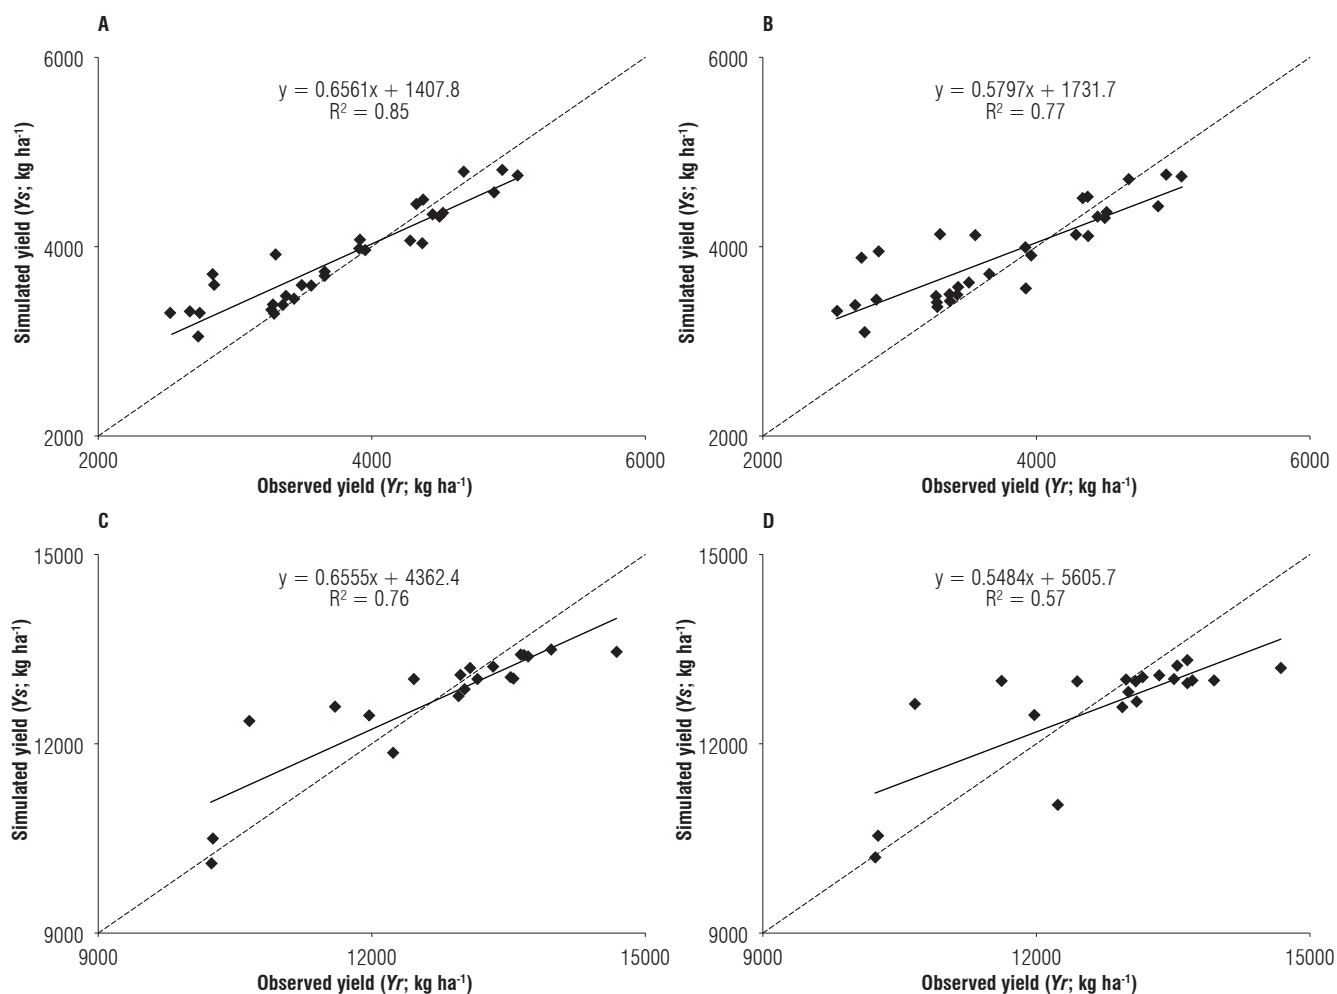 A
6000
4000
2000
2000
4000
6000
y = 0.6561x + 1407.8
R² = 0.85
Simulated yield (Ys; kg ha⁻¹)
Observed yield (Yr; kg ha⁻¹)
B
6000
4000
2000
2000
4000
6000
y = 0.5797x + 1731.7
R² = 0.77
Simulated yield (Ys; kg ha⁻¹)
Observed yield (Yr; kg ha⁻¹)
C
15000
12000
9000
9000
12000
15000
y = 0.6555x + 4362.4
R² = 0.76
Simulated yield (Ys; kg ha⁻¹)
Observed yield (Yr; kg ha⁻¹)
D
15000
12000
9000
9000
12000
15000
y = 0.5484x + 5605.7
R² = 0.57
Simulated yield (Ys; kg ha⁻¹)
Observed yield (Yr; kg ha⁻¹)